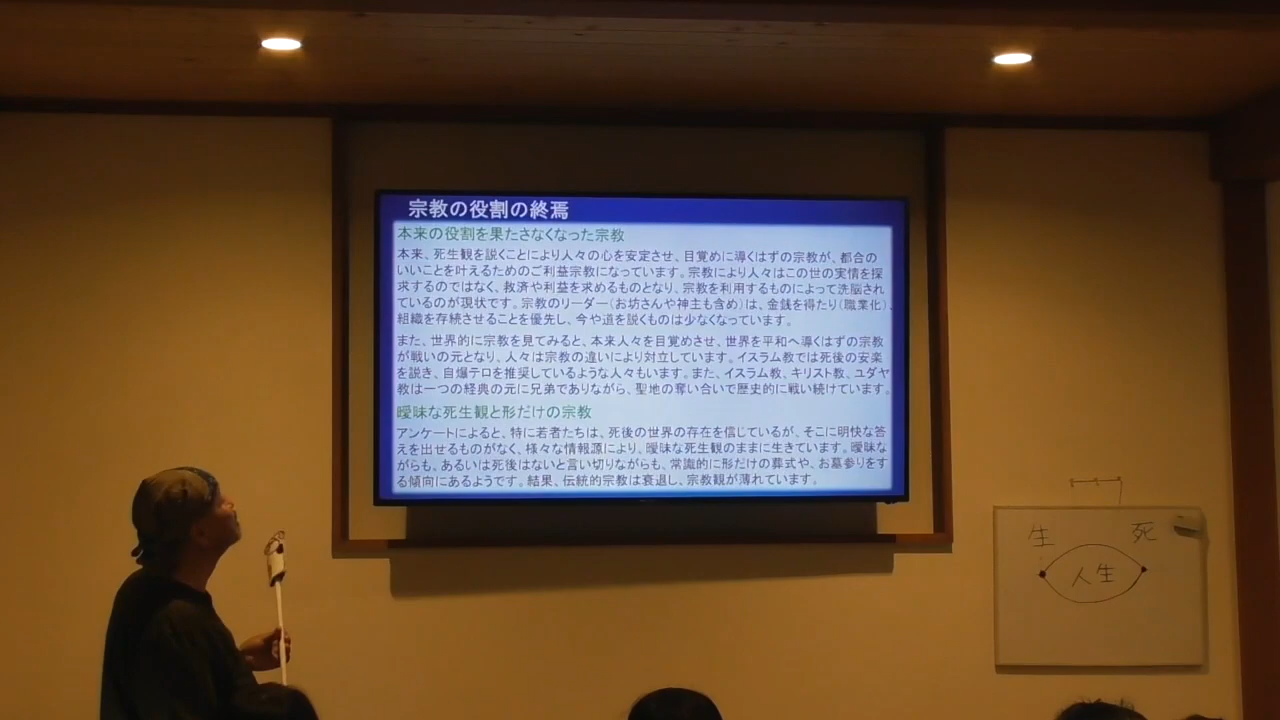 宗教の役割の終焉
本来の役割を果たさなくなった宗教
本来、死生観を説くことにより人々の心を安定させ、目覚めに導くはずの宗教が、都合の
いいことを叶えるためのご利益宗教になっています。宗教により人々はこの世の実情を探
求するのではなく、救済や利益を求めるものとなり、宗教を利用するものによって洗脳され
ているのが現状です。宗教のリーダー(お坊さんや神主も含め)は、金銭を得たり(職業化)、
組織を存続させることを優先し、今や道を説くものは少なくなっています。
また、世界的に宗教を見てみると、本来人々を目覚めさせ、世界を平和へ導くはずの宗教
が戦いの元となり、人々は宗教の違いにより対立しています。イスラム教では死後の安楽
を説き、自爆テロを推奨しているような人々もいます。また、イスラム教、キリスト教、ユダヤ
教は一つの経典の元に兄弟でありながら、聖地の奪い合いで歴史的に戦い続けています。
曖昧な死生観と形だけの宗教
アンケートによると、特に若者たちは、死後の世界の存在を信じているが、そこに明快な答
えを出せるものがなく、様々な情報源により、曖昧な死生観のままに生きています。曖昧な
がらも、あるいは死後はないと言い切りながらも、常識的に形だけの葬式や、お墓参りをす
る傾向にあるようです。結果、伝統的宗教は衰退し、宗教観が薄れています。
生 死
人生